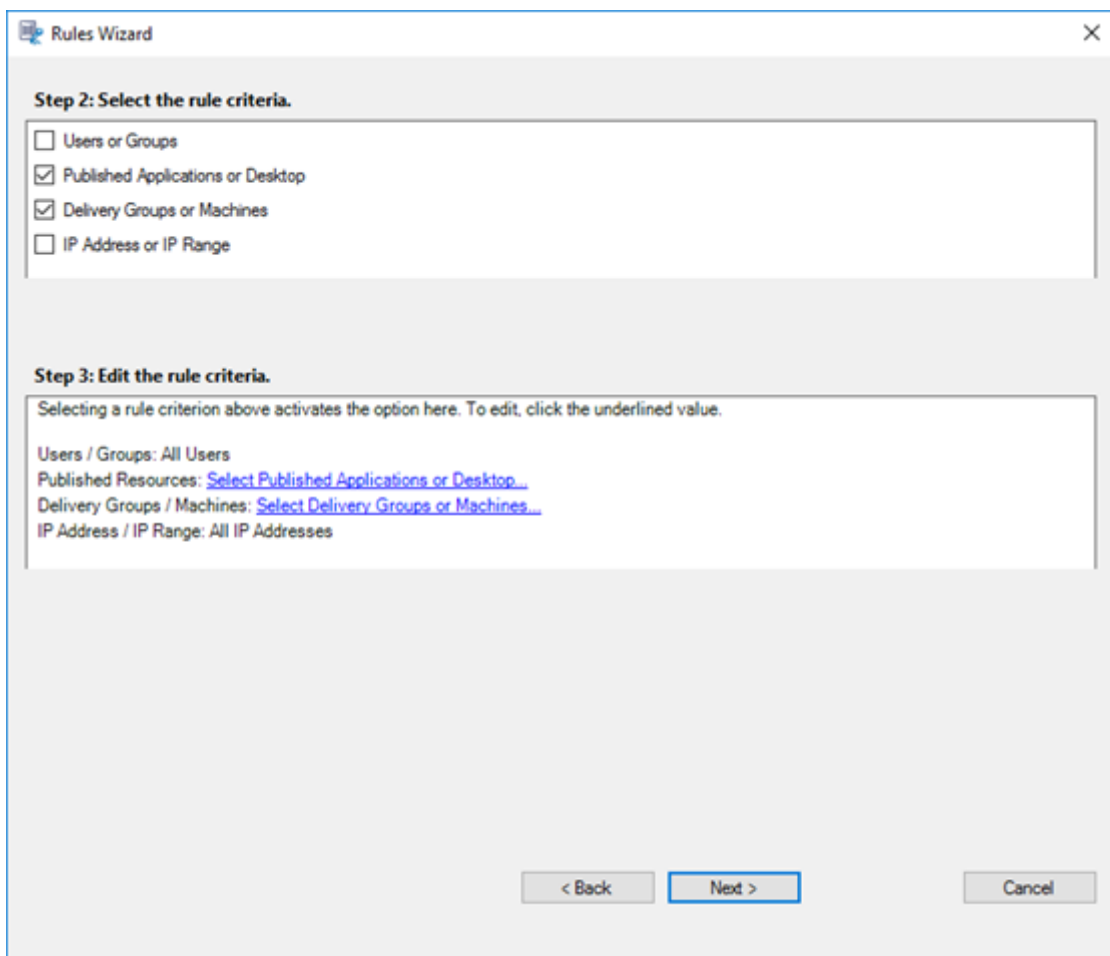 Rules Wizard
Step 2: Select the rule criteria.
Users or Groups
Published Applications or Desktop
Delivery Groups or Machines
IP Address or IP Range
Step 3: Edit the rule criteria.
Selecting a rule criterion above activates the option here. To edit, click the underlined value.
Users / Groups: All Users
Published Resources: Select Published Applications or Desktop...
Delivery Groups / Machines: Select Delivery Groups or Machines...
IP Address / IP Range: All IP Addresses
< Back Next > Cancel